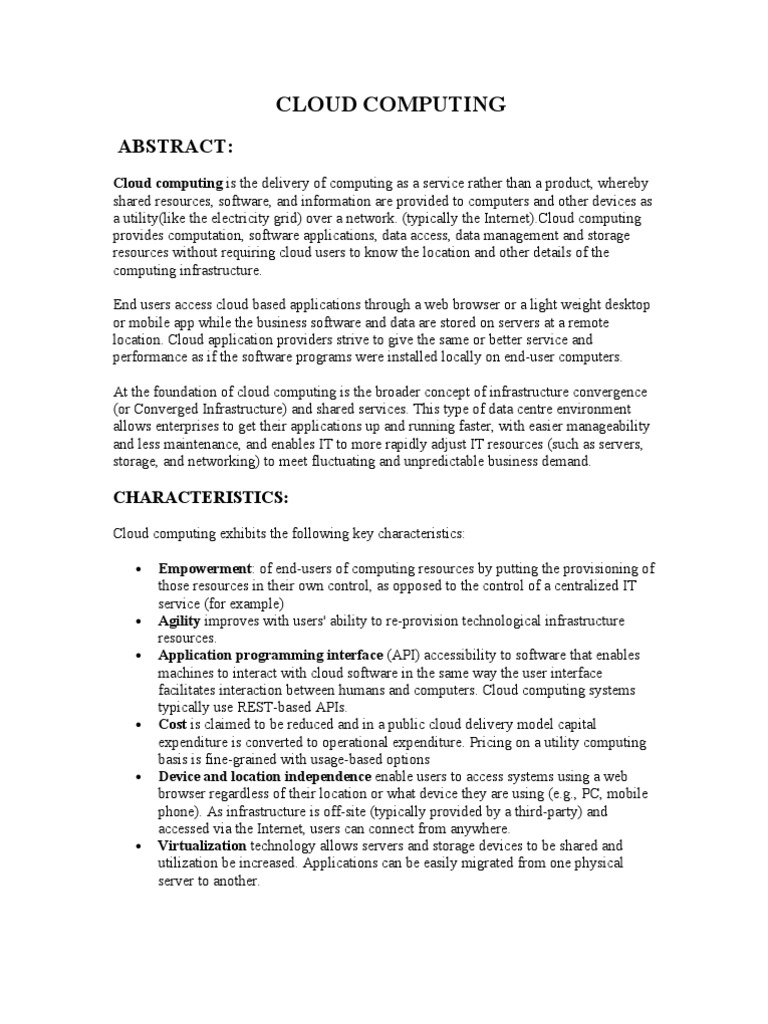 CLOUD COMPUTING
ABSTRACT:
Cloud computing is the delivery of computing as a service rather than a product, whereby
shared resources, software, and information are provided to computers and other devices as
a utility(like the electricity grid) over a network. (typically the Internet).Cloud computing
provides computation, software applications, data access, data management and storage
resources without requiring cloud users to know the location and other details of the
computing infrastructure.
End users access cloud based applications through a web browser or a light weight desktop
or mobile app while the business software and data are stored on servers at a remote
location. Cloud application providers strive to give the same or better service and
performance as if the software programs were installed locally on end-user computers.
At the foundation of cloud computing is the broader concept of infrastructure convergence
(or Converged Infrastructure) and shared services. This type of data centre environment
allows enterprises to get their applications up and running faster, with easier manageability
and less maintenance, and enables IT to more rapidly adjust IT resources (such as servers,
storage, and networking) to meet fluctuating and unpredictable business demand.
CHARACTERISTICS:
Cloud computing exhibits the following key characteristics:
• Empowerment: of end-users of computing resources by putting the provisioning of
those resources in their own control, as opposed to the control of a centralized IT
service (for example)
• Agility improves with users' ability to re-provision technological infrastructure
resources.
• Application programming interface (API) accessibility to software that enables
machines to interact with cloud software in the same way the user interface
facilitates interaction between humans and computers. Cloud computing systems
typically use REST-based APIs.
• Cost is claimed to be reduced and in a public cloud delivery model capital
expenditure is converted to operational expenditure. Pricing on a utility computing
basis is fine-grained with usage-based options
• Device and location independence enable users to access systems using a web
browser regardless of their location or what device they are using (e.g., PC, mobile
phone). As infrastructure is off-site (typically provided by a third-party) and
accessed via the Internet, users can connect from anywhere.
• Virtualization technology allows servers and storage devices to be shared and
utilization be increased. Applications can be easily migrated from one physical
server to another.